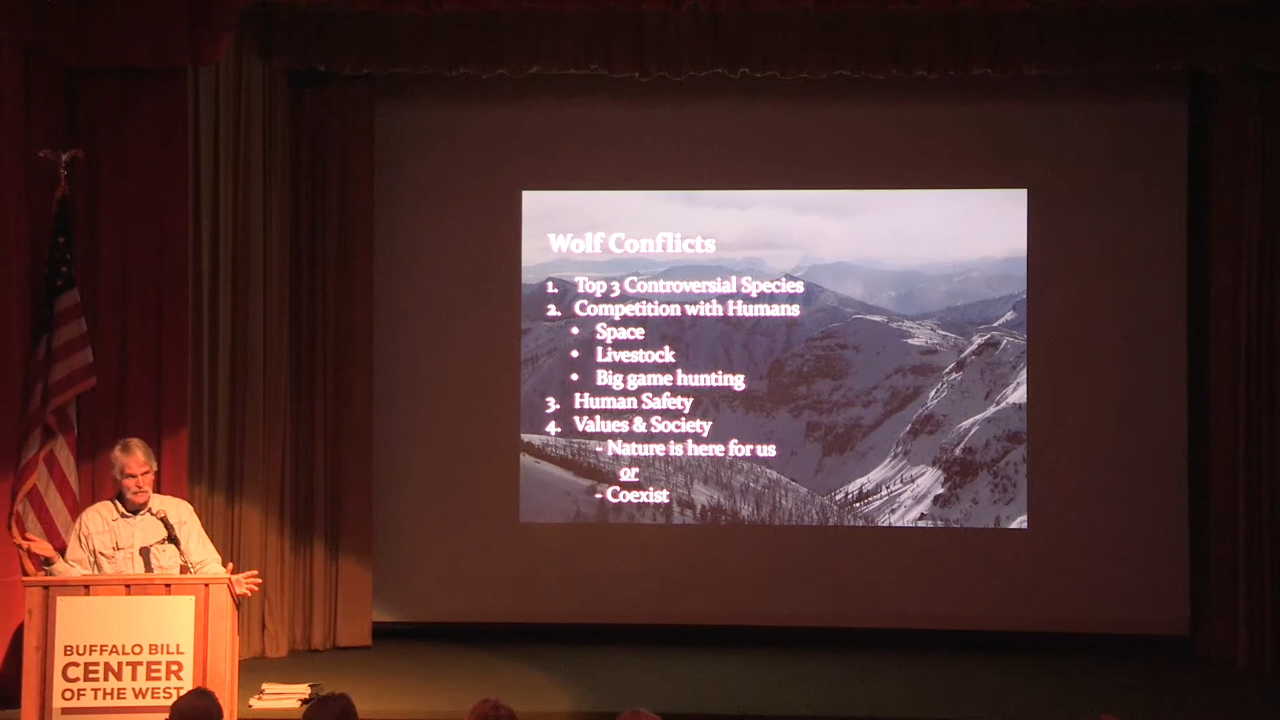 Wolf Conflicts
1. Top 3 Controversial Species
2. Competition with Humans
• Space
• Livestock
• Big game hunting
3. Human Safety
4. Values & Society
- Nature is here for us
or
- Coexist
BUFFALO BILL
CENTER
OF THE WEST